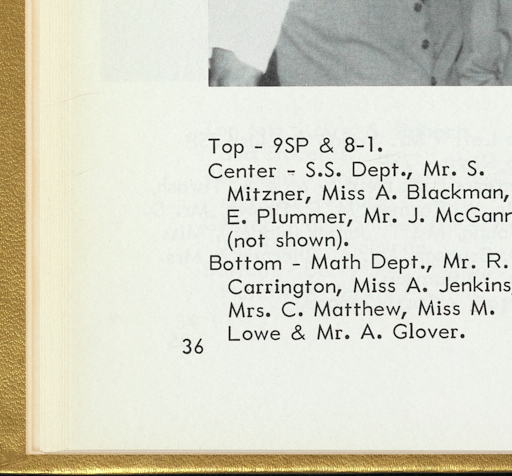 Top - 9SP & 8-1.
Center - S.S. Dept., Mr. S.
Mitzner, Miss A. Blackman,
E. Plummer, Mr. J. McGann
(not shown).
Bottom - Math Dept., Mr. R.
Carrington, Miss A. Jenkins,
Mrs. C. Matthew, Miss M.
Lowe & Mr. A. Glover.
36